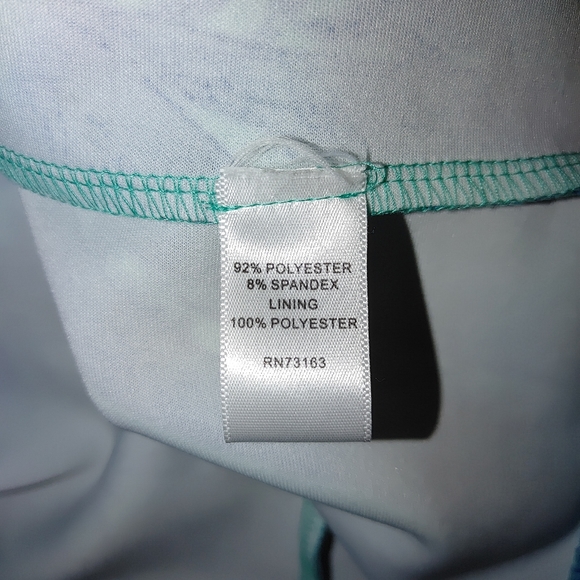 92% POLYESTER
8% SPANDEX
LINING
100% POLYESTER
RN73163